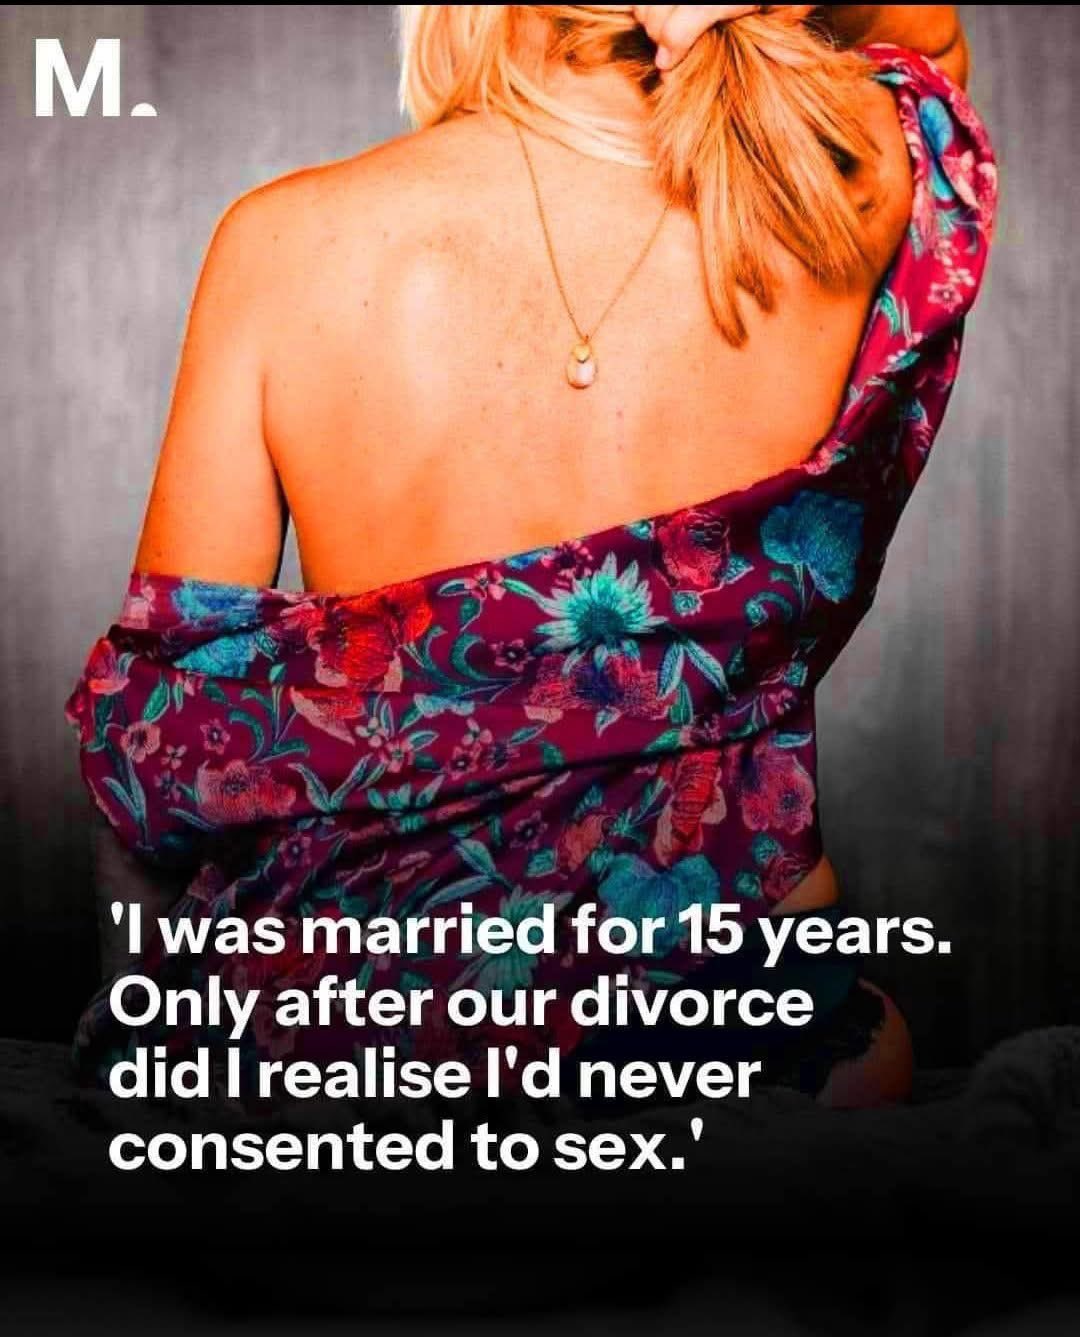 M.
'I was married for 15 years.
Only after our divorce
did I realise I'd never
consented to sex.'